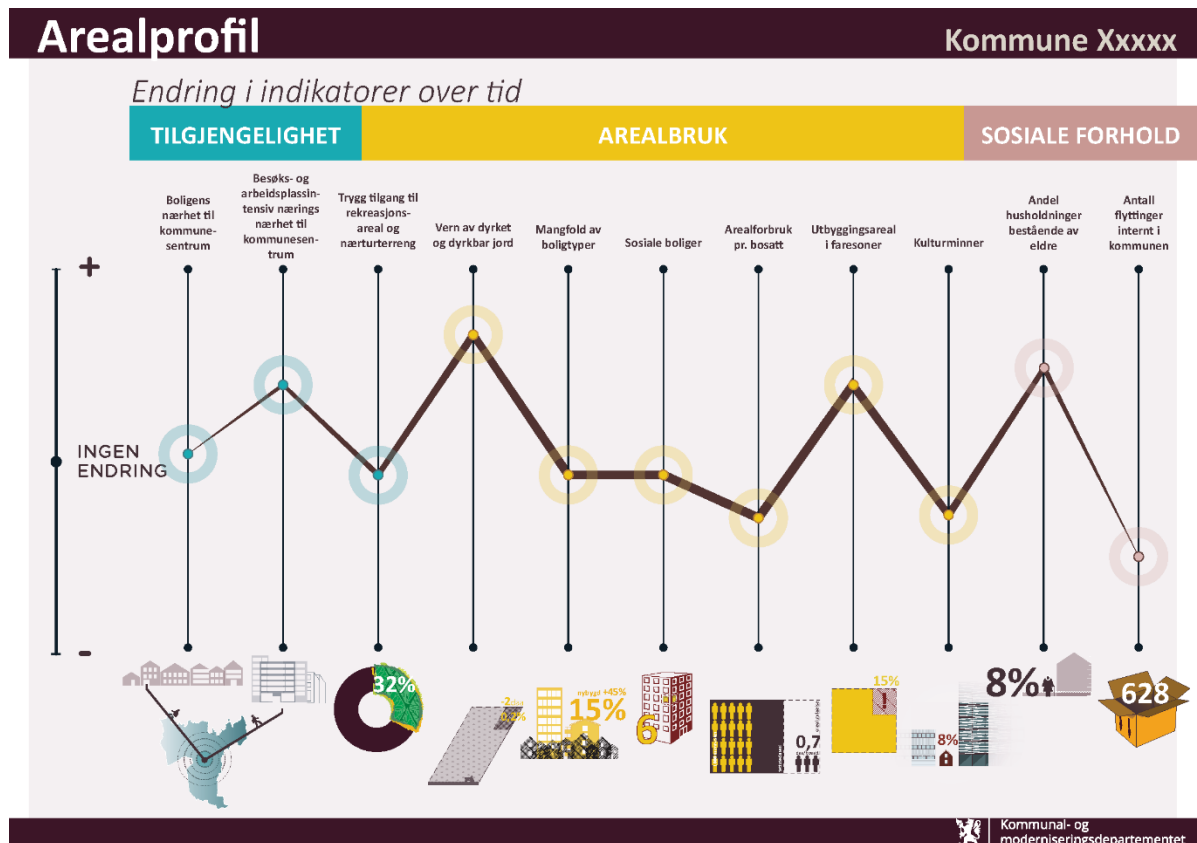 Arealprofil
Kommune Xxxxx
Endring i indikatorer over tid
TILGJENGELIGHET
AREALBRUK
SOSIALE FORHOLD
Boligens
nærhet til
kommune-
sentrum
Besøks- og
arbeidsplassin-
tensiv nærings
nærhet til
kommunesen-
trum
Trygg tilgang til
rekreasjons-
areal og
nærturterreng
Vern av dyrket
og dyrkbar jord
Mangfold av
boligtyper
Sosiale boliger
Arealforbruk
pr. bosatt
Utbyggingsareal
i faresoner
Kulturminner
Andel
husholdninger
bestående av
eldre
Antall
flyttinger
internt i
kommunen
+
INGEN
ENDRING
-
32%
nybygd +45%
15%
6
0,7
15%
!
8%
8%
628
Kommunal- og
moderniseringsdepartementet